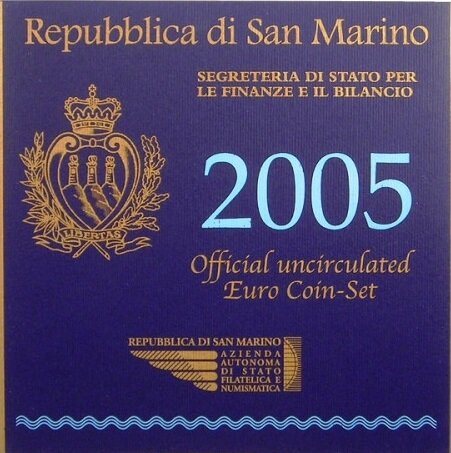 Repubblica di San Marino
SEGRETERIA DI STATO PER
LE FINANZE E IL BILANCIO
LIBERTAS
2005
Official uncirculated
Euro Coin-Set
REPUBBLICA DI SAN MARINO
AZIENDA
AUTONOMA
DI STATO
FILATELICA E
NUMISMATICA